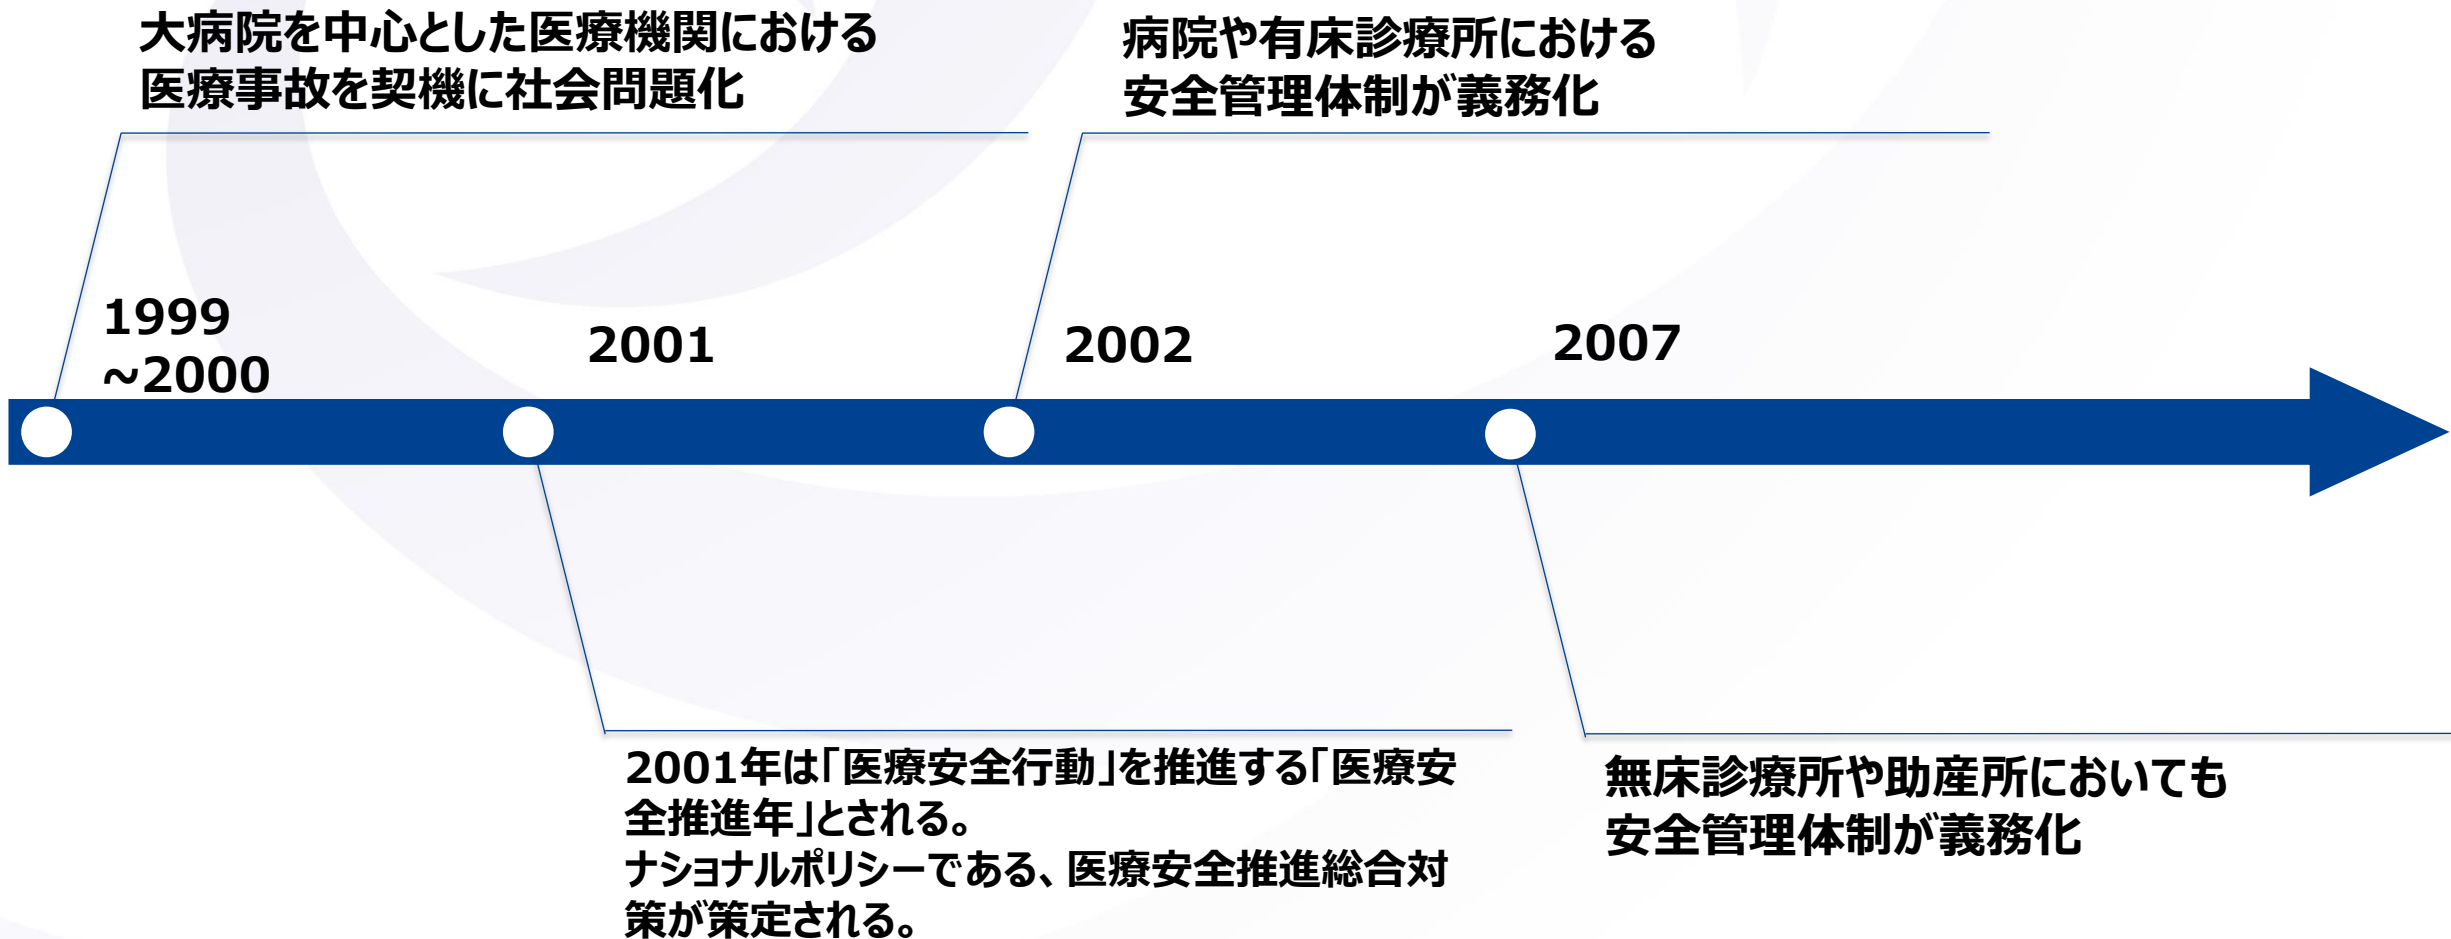 大病院を中心とした医療機関における
医療事故を契機に社会問題化
病院や有床診療所における
安全管理体制が義務化
1999
~2000
2001
2002
2007
2001年は「医療安全行動」を推進する「医療安
全推進年」とされる。
ナショナルポリシーである、医療安全推進総合対
策が策定される。
無床診療所や助産所においても
安全管理体制が義務化